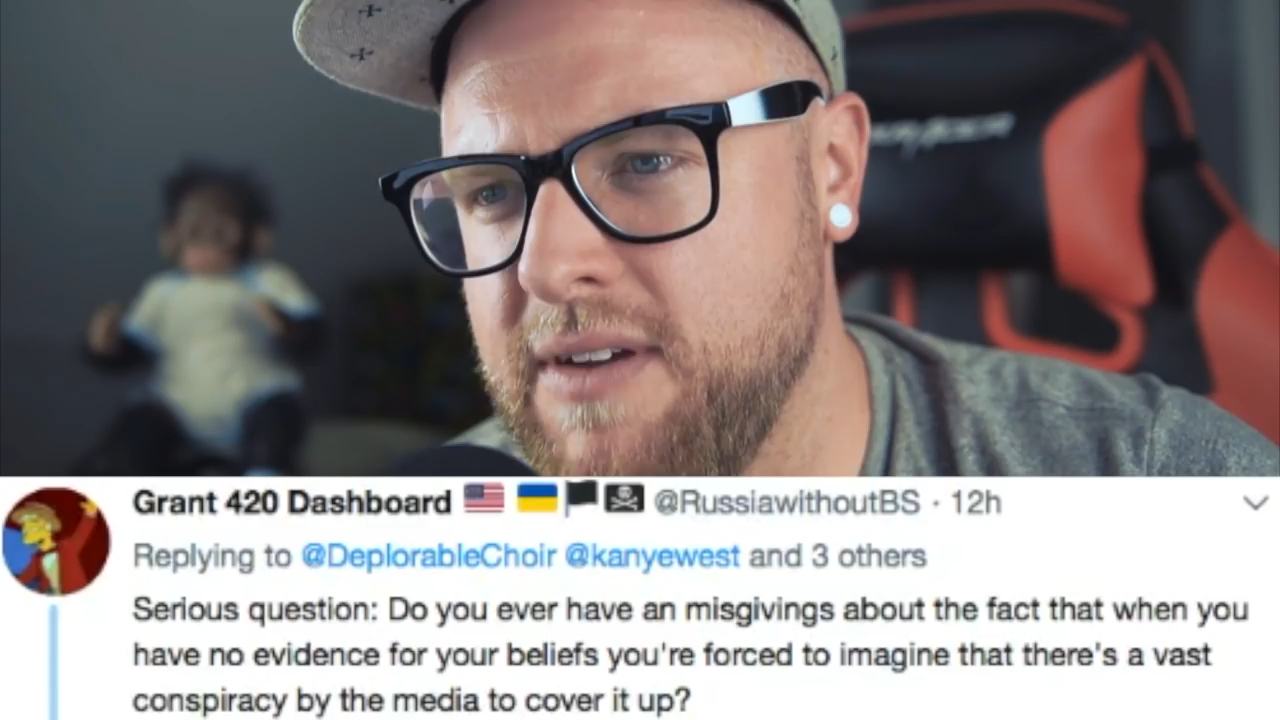 Grant 420 Dashboard 🇺🇸 🇺🇦 🏴 🏴‍☠️ @RussiawithoutBS · 12h
Replying to @DeplorableChoir @kanyewest and 3 others
Serious question: Do you ever have an misgivings about the fact that when you
have no evidence for your beliefs you're forced to imagine that there's a vast
conspiracy by the media to cover it up?